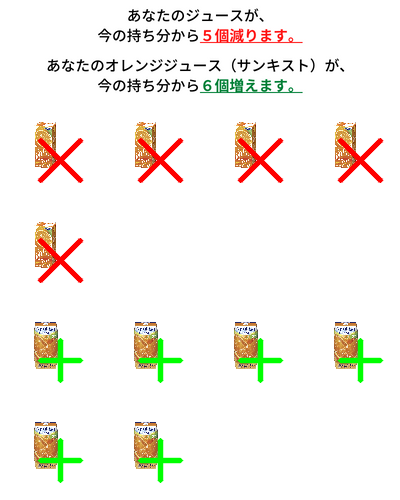 あなたのジュースが、
今の持ち分から５個減ります。
あなたのオレンジジュース（サンキスト）が、
今の持ち分から６個増えます。